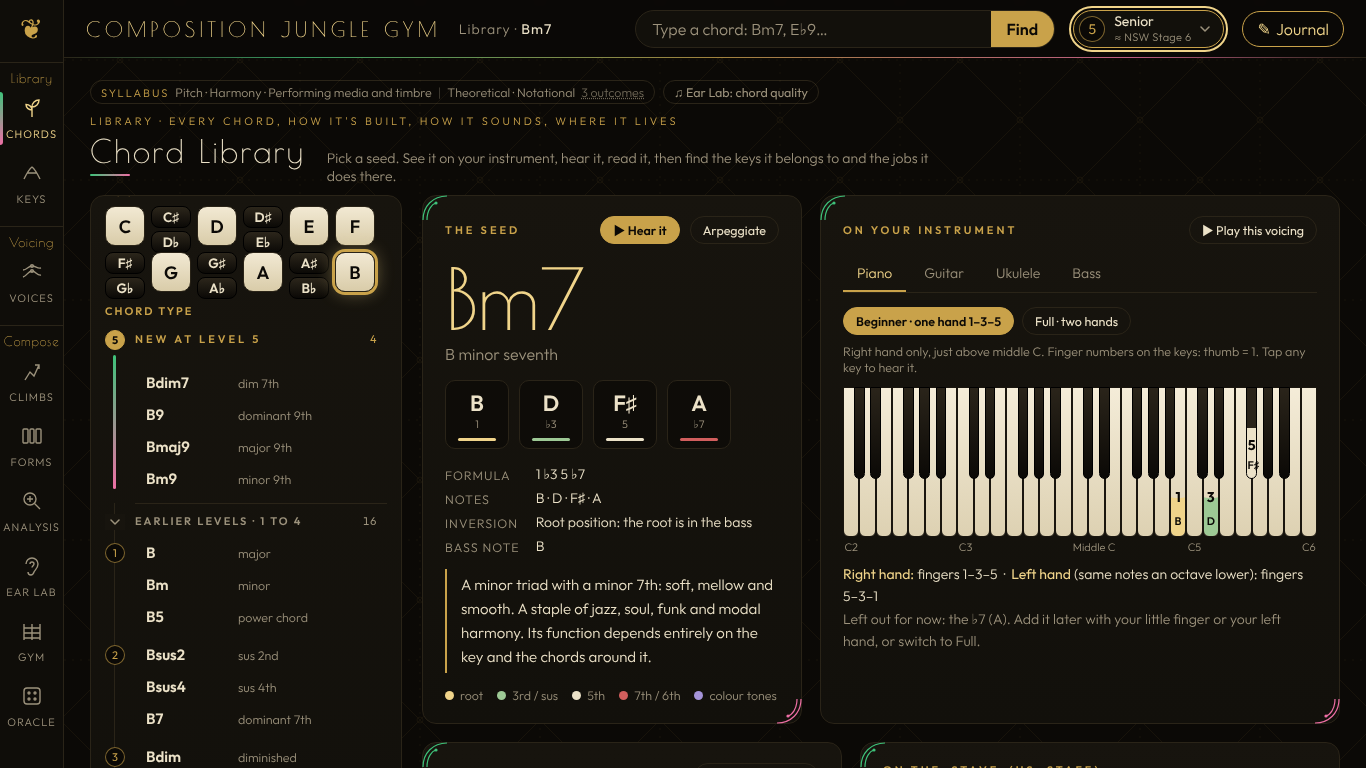 COMPOSITION JUNGLE GYM
Library · Bm7
Type a chord: Bm7, E♭9...
Find
5
Senior
≈ NSW Stage 6
✎ Journal
Library
CHORDS
KEYS
Voicing
VOICES
Compose
CLIMBS
FORMS
ANALYSIS
EAR LAB
GYM
ORACLE
SYLLABUS Pitch · Harmony · Performing media and timbre | Theoretical · Notational 3 outcomes
♫ Ear Lab: chord quality
LIBRARY · EVERY CHORD, HOW IT'S BUILT, HOW IT SOUNDS, WHERE IT LIVES
Chord Library
Pick a seed. See it on your instrument, hear it, read it, then find the keys it belongs to and the jobs it
does there.
C C♯ D♭ D D♯ E♭ E F
F♯ G♭ G G♯ A♭ A A♯ B♭ B
CHORD TYPE
5 NEW AT LEVEL 5 4
Bdim7 dim 7th
B9 dominant 9th
Bmaj9 major 9th
Bm9 minor 9th
EARLIER LEVELS · 1 TO 4 16
1 B major
Bm minor
B5 power chord
2 Bsus2 sus 2nd
Bsus4 sus 4th
B7 dominant 7th
3 Bdim diminished
THE SEED
▶ Hear it
Arpeggiate
Bm7
B minor seventh
B D F♯ A
1 ♭3 5 ♭7
FORMULA 1 ♭3 5 ♭7
NOTES B · D · F♯ · A
INVERSION Root position: the root is in the bass
BASS NOTE B
A minor triad with a minor 7th: soft, mellow and
smooth. A staple of jazz, soul, funk and modal
harmony. Its function depends entirely on the
key and the chords around it.
root 3rd / sus 5th 7th / 6th colour tones
ON YOUR INSTRUMENT
▶ Play this voicing
Piano Guitar Ukulele Bass
Beginner · one hand 1–3–5
Full · two hands
Right hand only, just above middle C. Finger numbers on the keys: thumb = 1. Tap any
key to hear it.
5
F♯
1 3
B D
C2 C3 Middle C C5 C6
Right hand: fingers 1–3–5 · Left hand (same notes an octave lower): fingers
5–3–1
Left out for now: the ♭7 (A). Add it later with your little finger or your left
hand, or switch to Full.